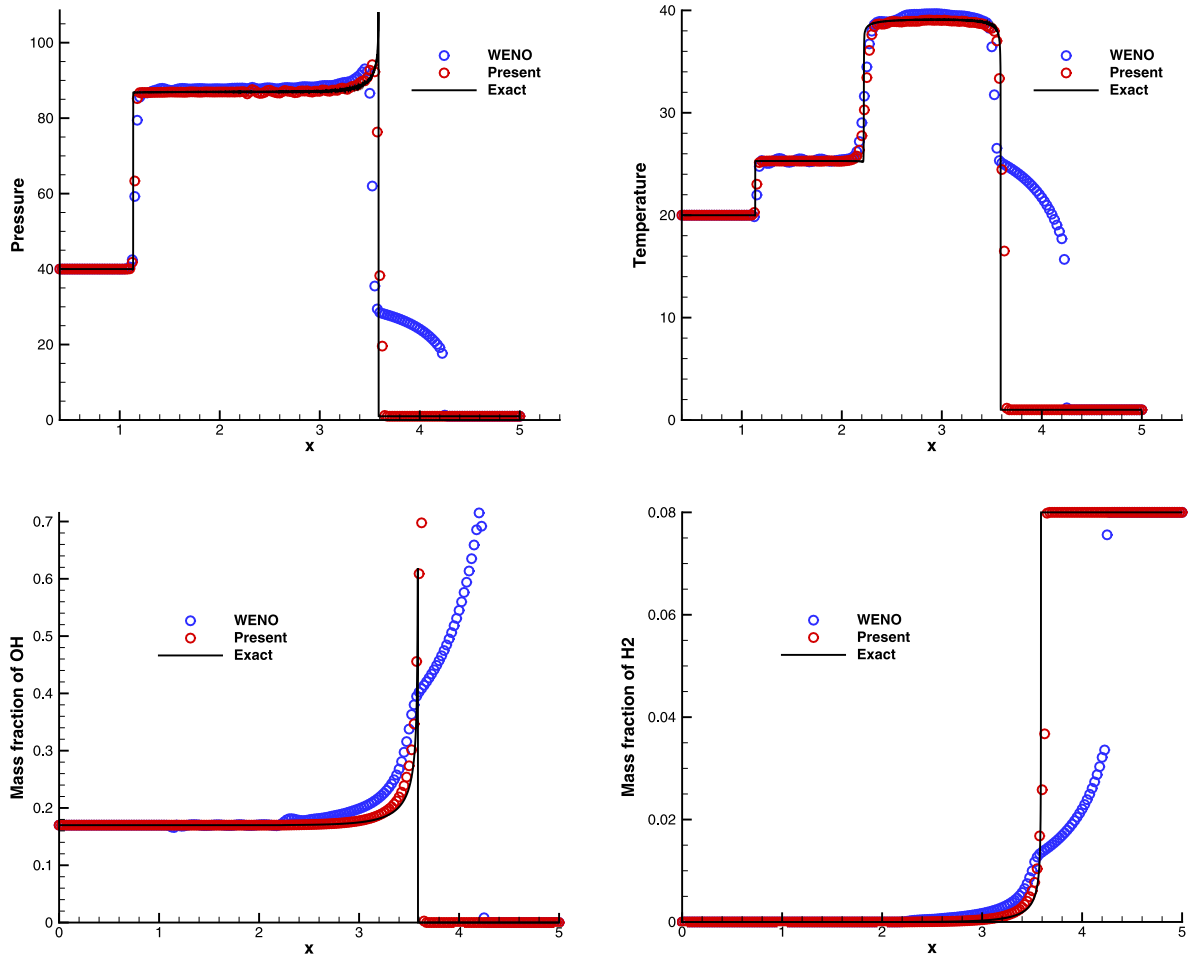 Pressure
100
80
60
40
20
0
1
2
3
4
5
x
WENO
Present
Exact
Temperature
40
30
20
10
0
1
2
3
4
5
x
WENO
Present
Exact
Mass fraction of OH
0.7
0.6
0.5
0.4
0.3
0.2
0.1
0
0
1
2
3
4
5
x
WENO
Present
Exact
Mass fraction of H2
0.08
0.06
0.04
0.02
0
0
1
2
3
4
5
x
WENO
Present
Exact